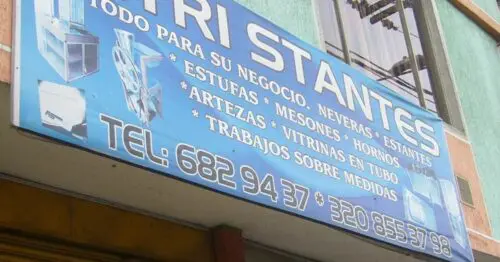 TRI STANTES
TODO PARA SU NEGOCIO. NEVERAS * ESTANTES
* ESTUFAS * MESONES * HORNOS
*ARTEZAS * VITRINAS EN TUBO
* TRABAJOS SOBRE MEDIDAS
TEL: 682 94 37 * 320 855 37 98